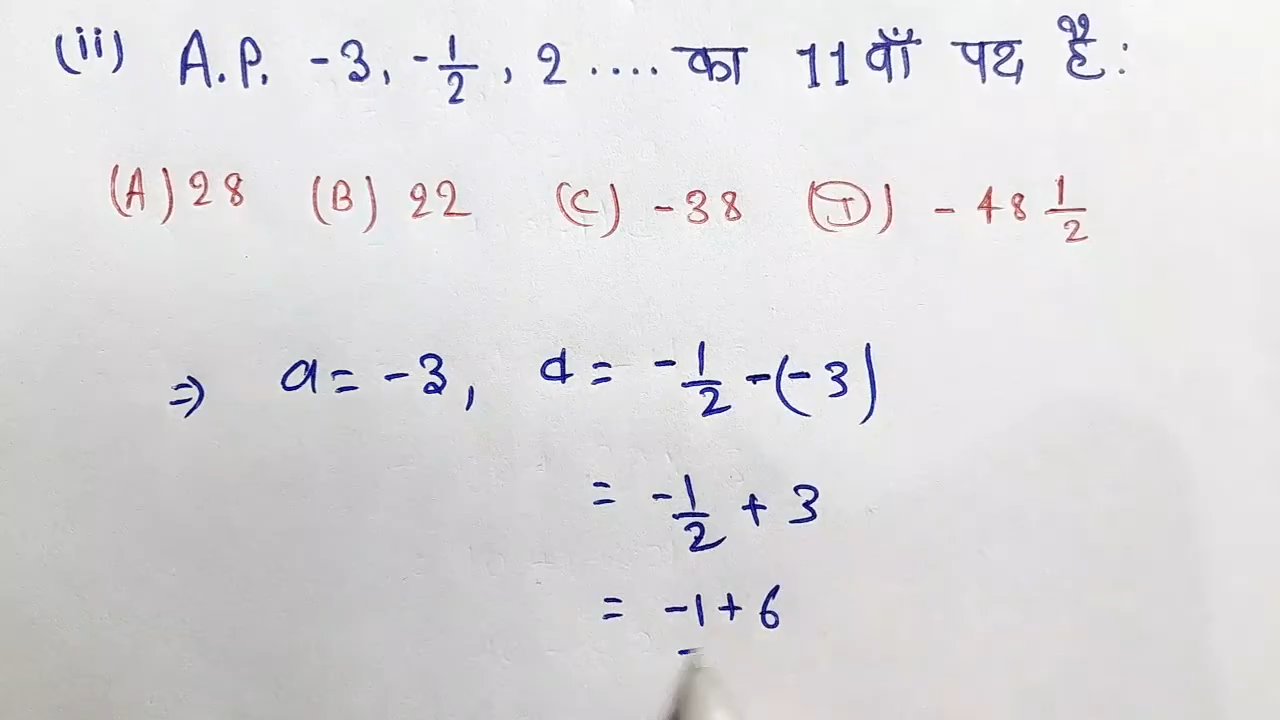 (ii) A.P. -3, -1/2, 2 .... का 11वाँ पद है:
(A) 28 (B) 22 (C) -38 (D) -48 1/2
⇒ a = -3, d = -1/2 -(-3)
= -1/2 + 3
= -1 + 6